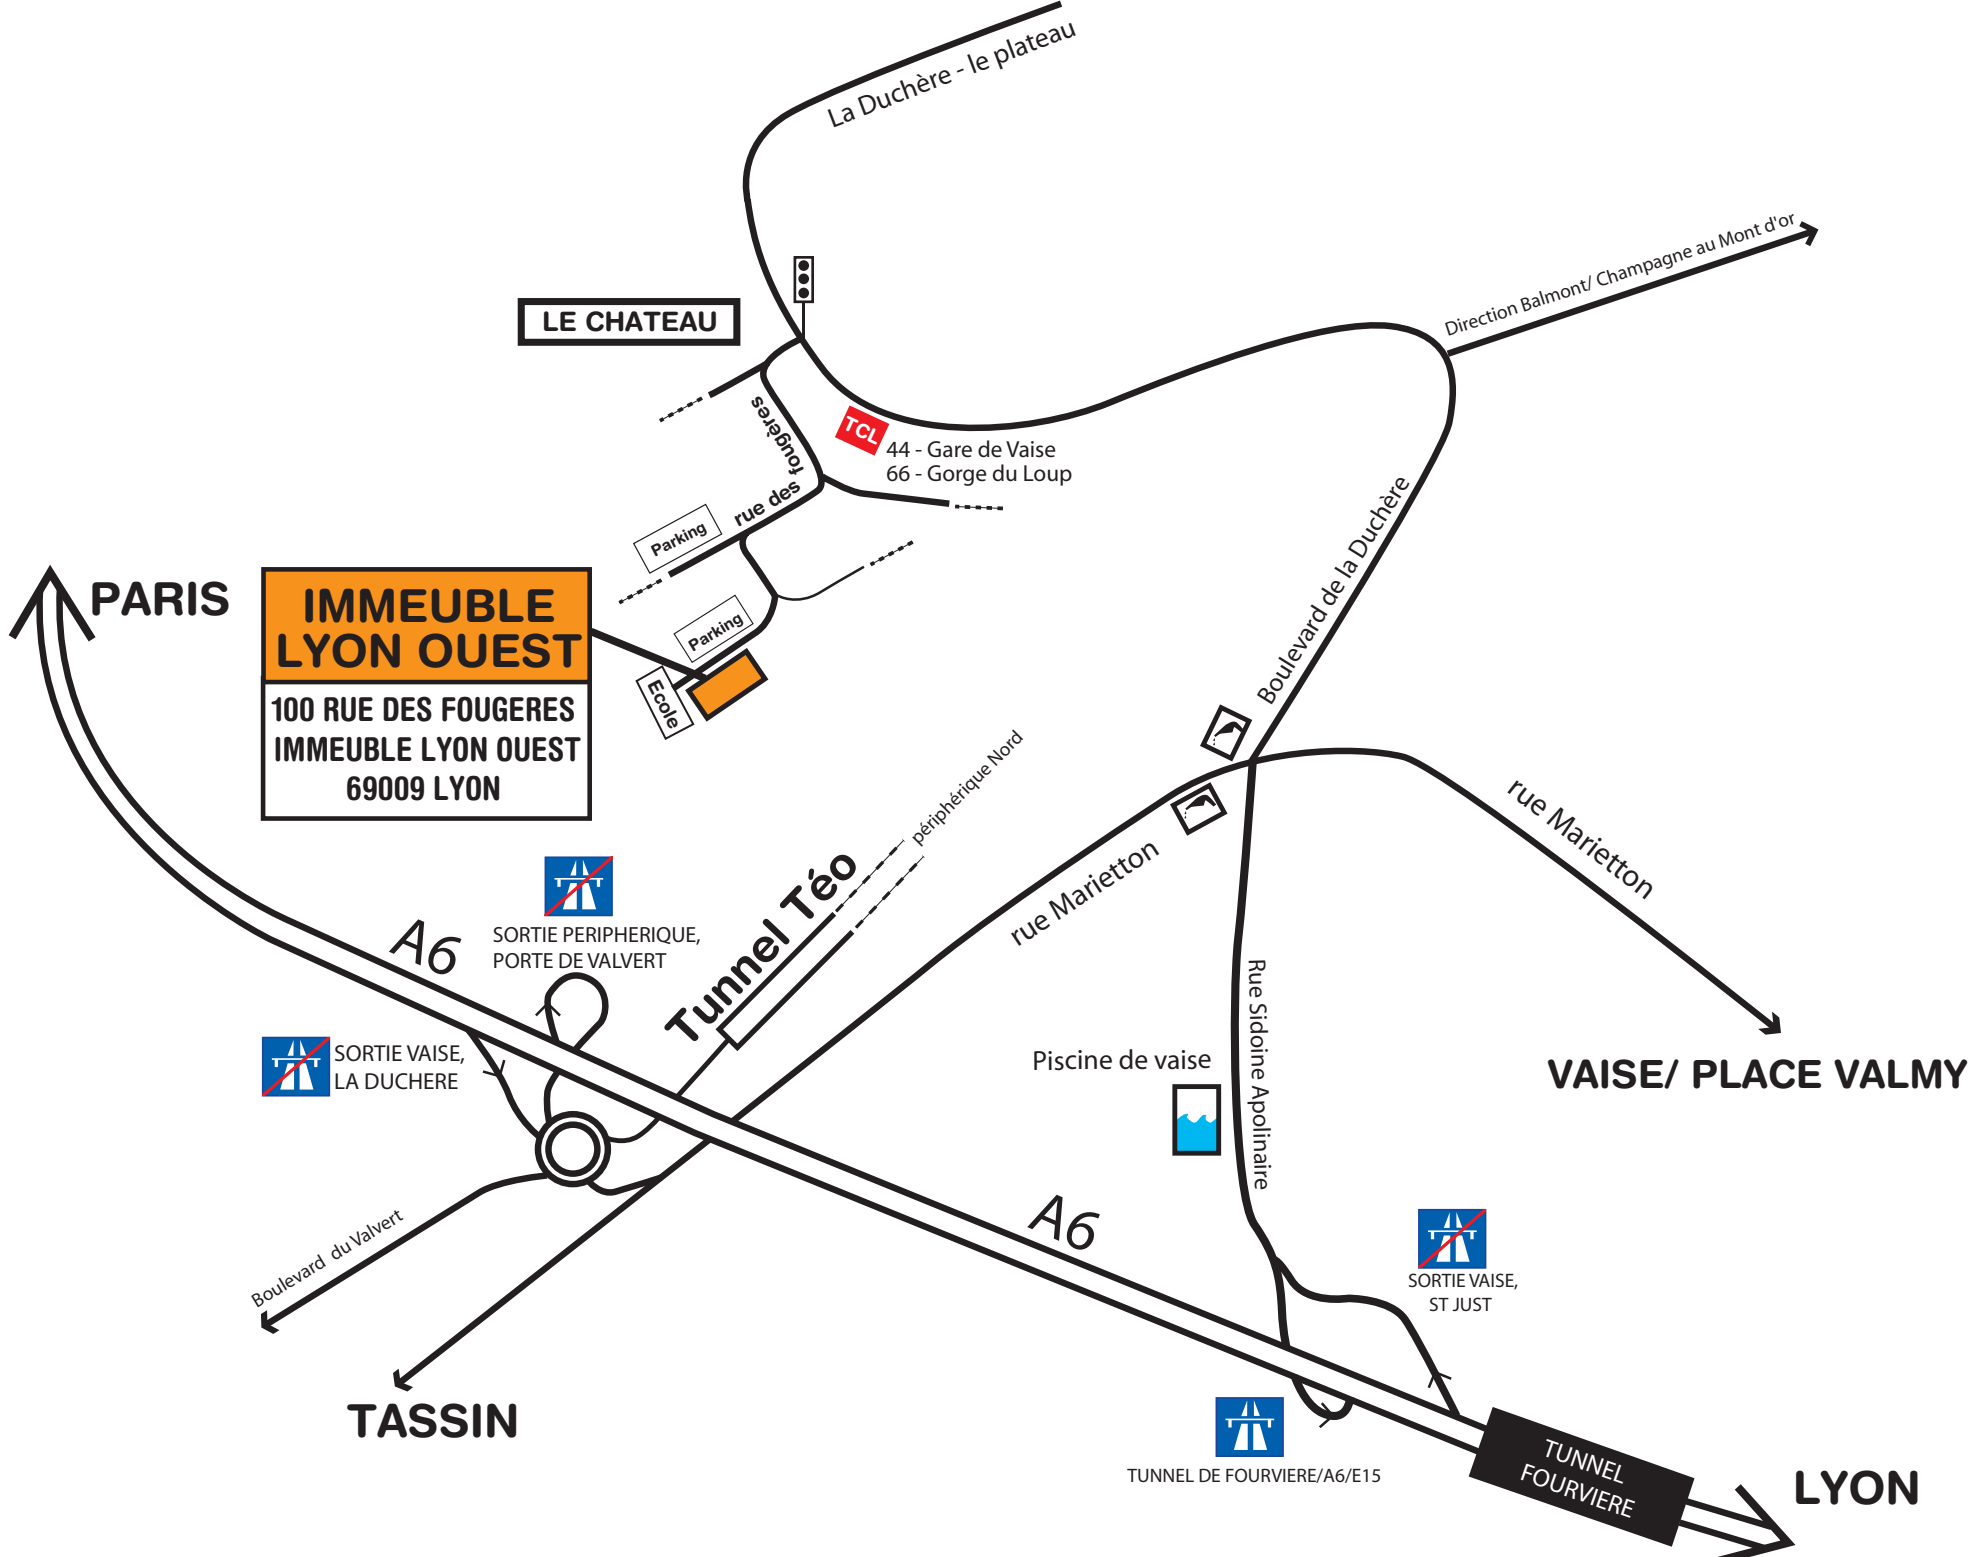 La Duchère - le plateau
Direction Balmont/ Champagne au Mont d'or
LE CHATEAU
TCL
44 - Gare de Vaise
66 - Gorge du Loup
rue des fougères
Parking
Parking
Ecole
Boulevard de la Duchère
PARIS
IMMEUBLE
LYON OUEST
100 RUE DES FOUGERES
IMMEUBLE LYON OUEST
69009 LYON
périphérique Nord
Tunnel Téo
rue Marietton
rue Marietton
A6
SORTIE PERIPHERIQUE,
PORTE DE VALVERT
SORTIE VAISE,
LA DUCHERE
Rue Sidoine Apolinaire
Piscine de vaise
VAISE/ PLACE VALMY
Boulevard du Valvert
A6
TASSIN
SORTIE VAISE,
ST JUST
TUNNEL DE FOURVIERE/A6/E15
TUNNEL
FOURVIERE
LYON